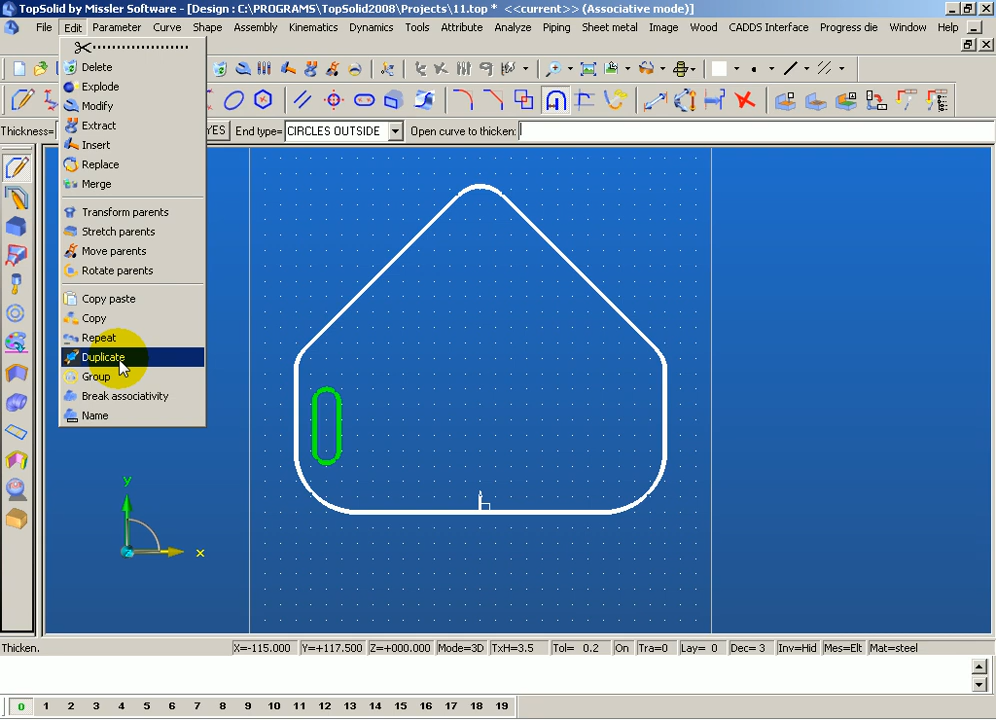 TopSolid by Missler Software - [Design : C:\PROGRAMS\TopSolid2008\Projects\11.top * <<current>> (Associative mode)]
File Edit Parameter Curve Shape Assembly Kinematics Dynamics Tools Attribute Analyze Piping Sheet metal Image Wood CADDS Interface Progress die Window Help
Thickness= YES End type= CIRCLES OUTSIDE Open curve to thicken:
Delete
Explode
Modify
Extract
Insert
Replace
Merge
Transform parents
Stretch parents
Move parents
Rotate parents
Copy paste
Copy
Repeat
Duplicate
Group
Break associativity
Name
y
x
z
Thicken. X=-115.000 Y=+117.500 Z=+000.000 Mode=3D TxH=3.5 Tol= 0.2 On Tra=0 Lay= 0 Dec= 3 Inv=Hid Mes=Elt Mat=steel
0 1 2 3 4 5 6 7 8 9 10 11 12 13 14 15 16 17 18 19